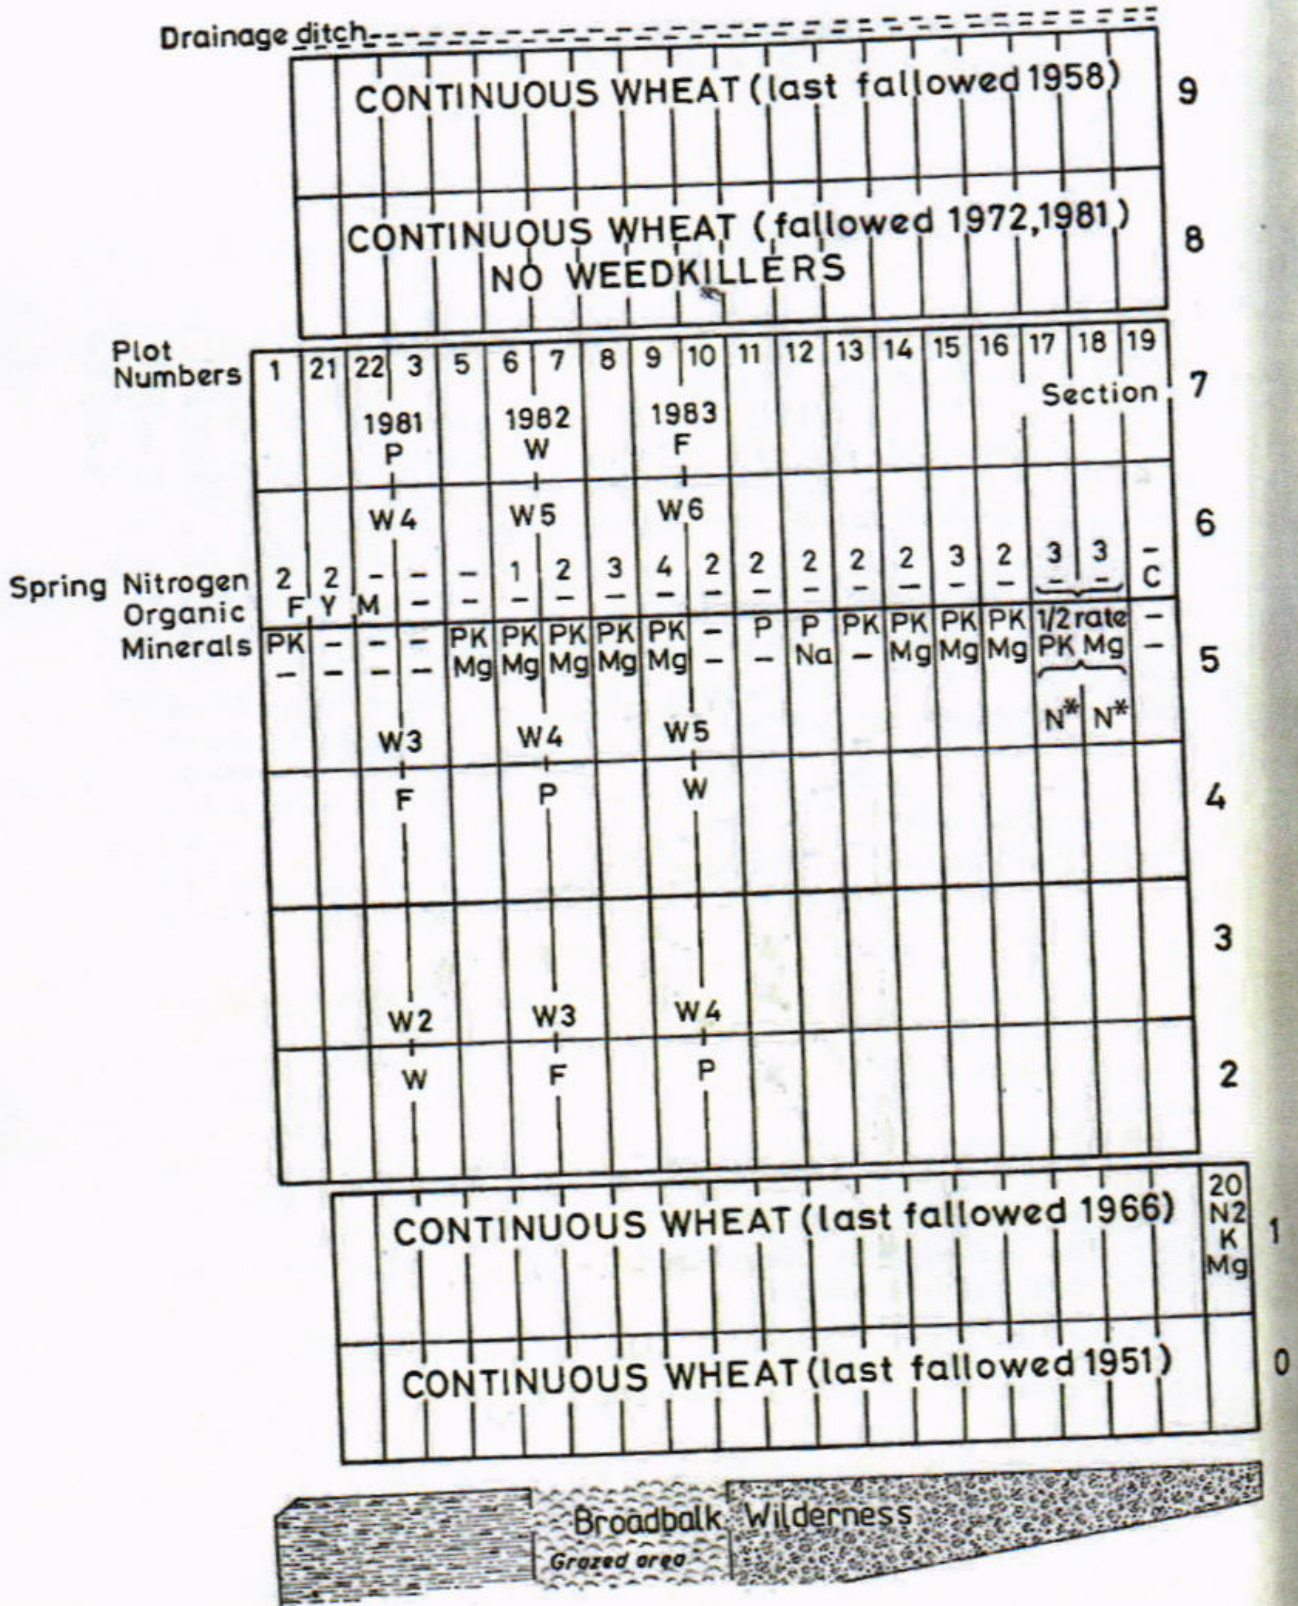 Drainage ditch
CONTINUOUS WHEAT (last fallowed 1958) 9
CONTINUOUS WHEAT (fallowed 1972,1981) 8
NO WEEDKILLERS
Plot
Numbers 1 21 22 3 5 6 7 8 9 10 11 12 13 14 15 16 17 18 19
Section 7
1981 1982 1983
P W F
W4 W5 W6 6
Spring Nitrogen 2 2 - - - 1 2 3 4 2 2 2 2 2 3 2 3 3 -
Organic F Y M - - - - - - - - - - - - - - - C
Minerals PK - - - PK PK PK PK PK - P P PK PK PK PK 1/2 rate -
- - - - Mg Mg Mg Mg Mg - - Na - Mg Mg Mg PK Mg - 5
N* N*
W3 W4 W5
F P W 4
3
W2 W3 W4
W F P 2
CONTINUOUS WHEAT (last fallowed 1966) 20
N2 1
K
Mg
CONTINUOUS WHEAT (last fallowed 1951) 0
Broadbalk Wilderness
Grazed area